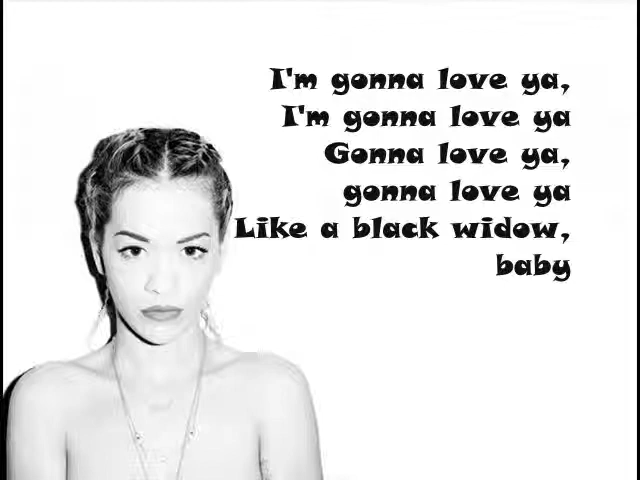 I'm gonna love ya,
I'm gonna love ya
Gonna love ya,
gonna love ya
Like a black widow,
baby